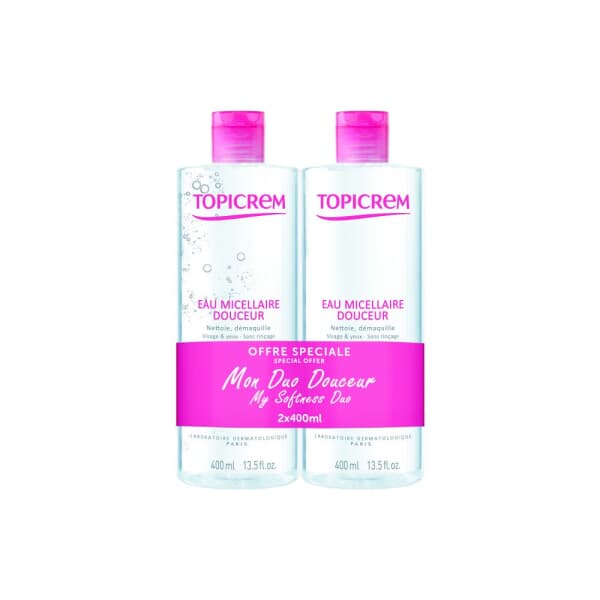 TOPICREM
EAU MICELLAIRE
DOUCEUR
Nettoie, démaquille
Visage & yeux - Sans rinçage
TOPICREM
EAU MICELLAIRE
DOUCEUR
Nettoie, démaquille
Visage & yeux - Sans rinçage
OFFRE SPECIALE
SPECIAL OFFER
Mon Duo Douceur
My Softness Duo
2x400ml
LABORATOIRE DERMATOLOGIQUE
PARIS
400 ml 13.5 fl. oz.
LABORATOIRE DERMATOLOGIQUE
PARIS
400 ml 13.5 fl. oz.